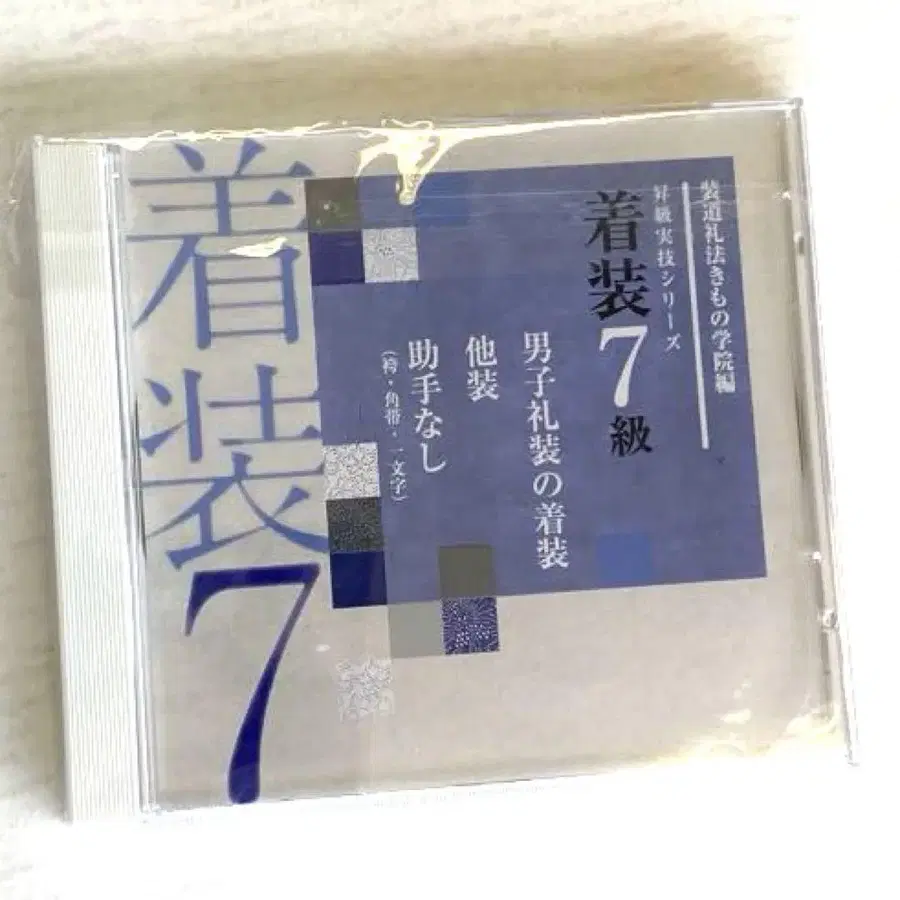 装道礼法きもの学院編
昇級実技シリーズ
着装7級
男子礼装の着装
他装
助手なし
(袴・角帯・一文字)
着装7